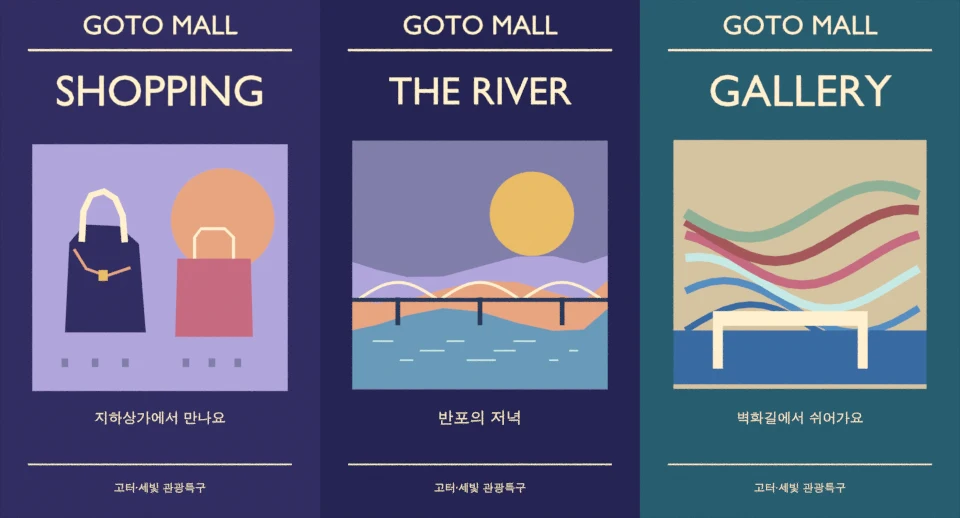 GOTO MALL
SHOPPING
지하상가에서 만나요
고터·세빛 관광특구
GOTO MALL
THE RIVER
반포의 저녁
고터·세빛 관광특구
GOTO MALL
GALLERY
벽화길에서 쉬어가요
고터·세빛 관광특구